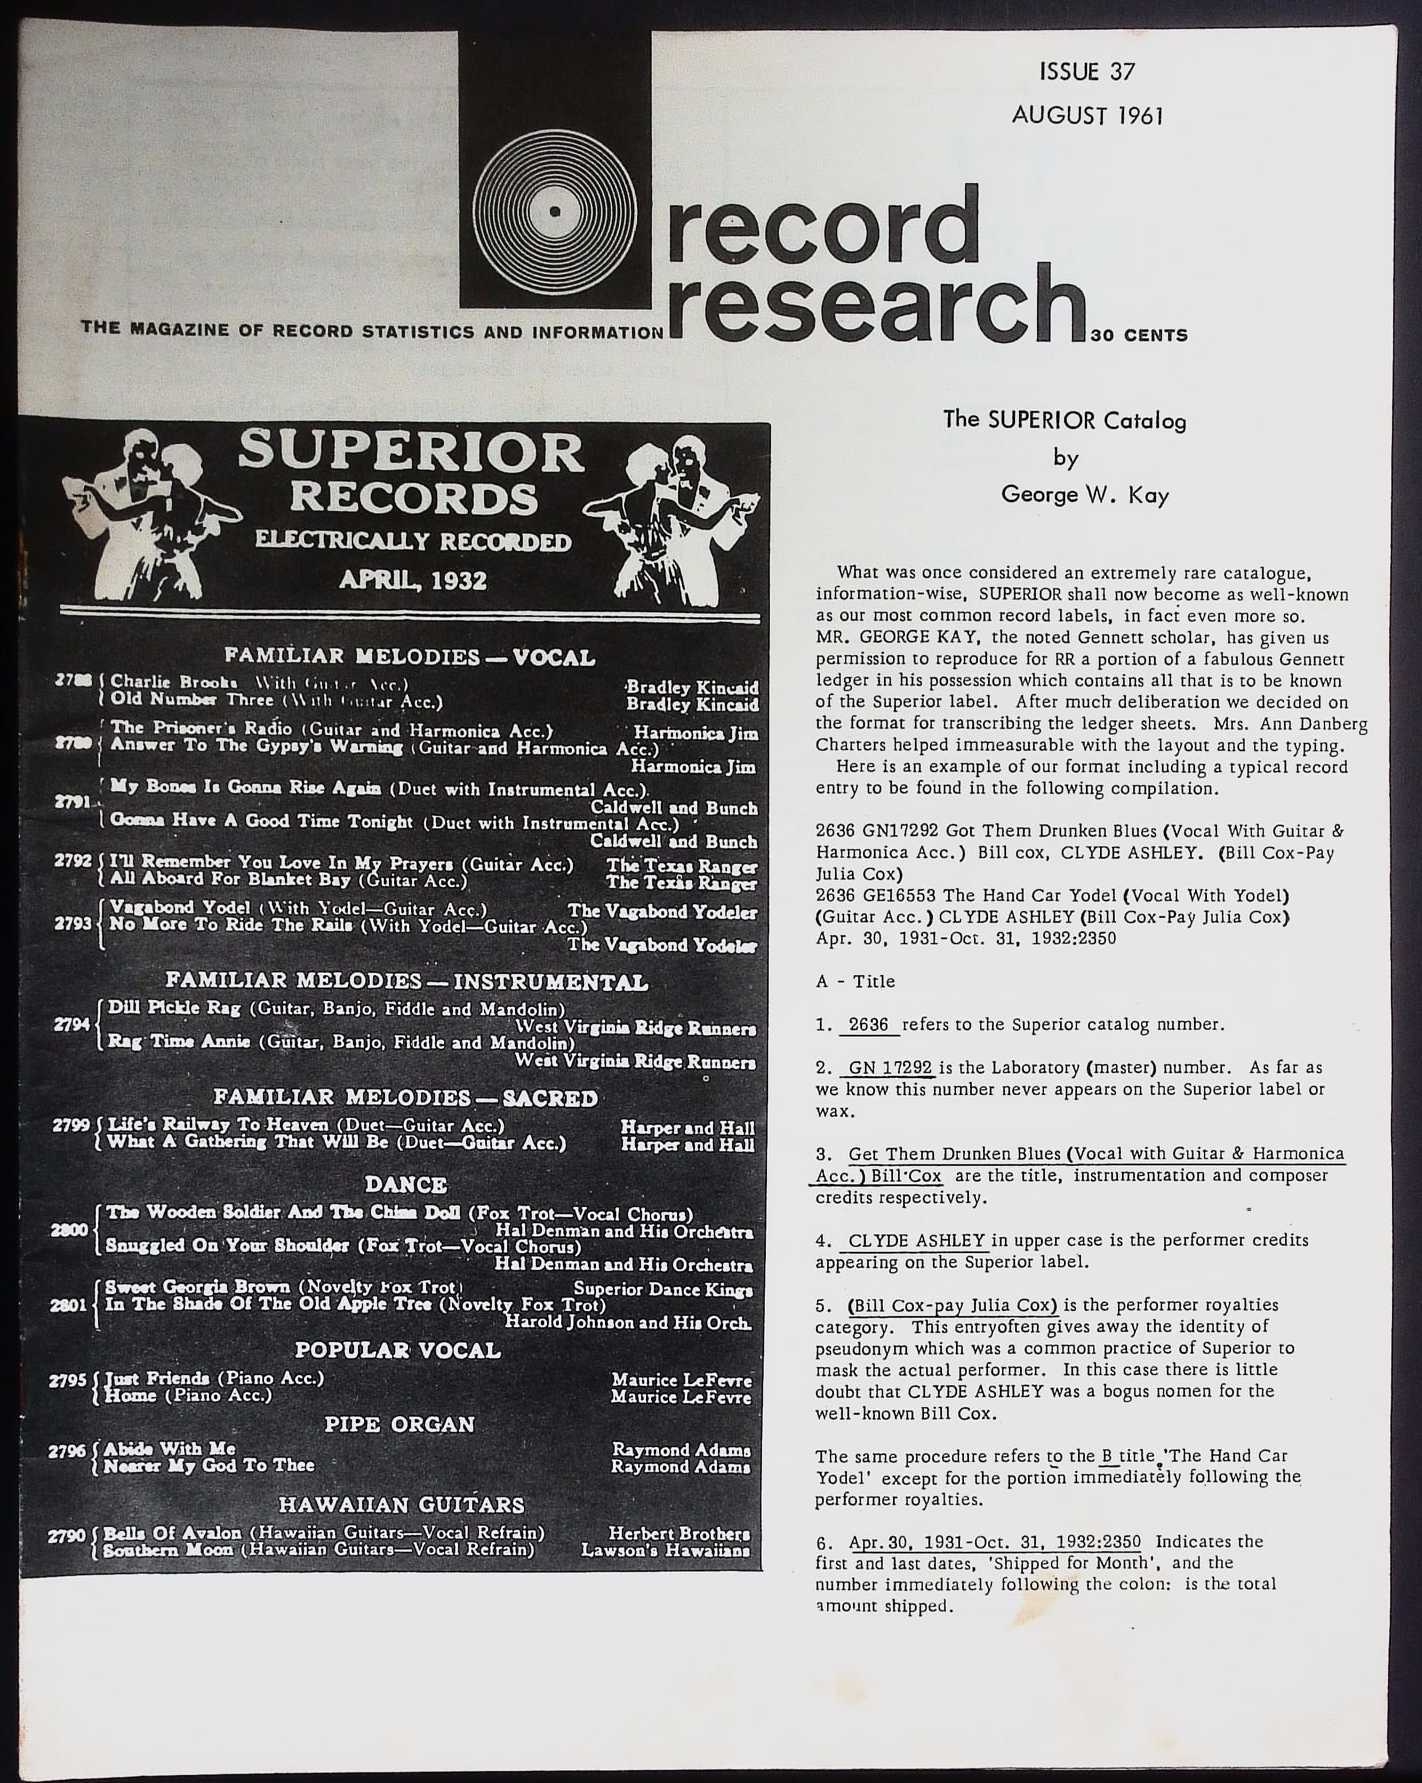 ISSUE 37
AUGUST 1961
record
research
THE MAGAZINE OF RECORD STATISTICS AND INFORMATION
30 CENTS
SUPERIOR
RECORDS
ELECTRICALLY RECORDED
APRIL, 1932
FAMILIAR MELODIES — VOCAL
2788 { Charlie Brooks (With Guitar Acc.) Bradley Kincaid
Old Number Three (With Guitar Acc.) Bradley Kincaid
2789 { The Prisoner's Radio (Guitar and Harmonica Acc.) Harmonica Jim
Answer To The Gypsy's Warning (Guitar and Harmonica Acc.)
Harmonica Jim
2791 { My Bones Is Gonna Rise Again (Duet with Instrumental Acc.)
Caldwell and Bunch
Gonna Have A Good Time Tonight (Duet with Instrumental Acc.)
Caldwell and Bunch
2792 { I'll Remember You Love In My Prayers (Guitar Acc.) The Texas Ranger
All Aboard For Blanket Bay (Guitar Acc.) The Texas Ranger
2793 { Vagabond Yodel (With Yodel—Guitar Acc.) The Vagabond Yodeler
No More To Ride The Rails (With Yodel—Guitar Acc.)
The Vagabond Yodeler
FAMILIAR MELODIES — INSTRUMENTAL
2794 { Dill Pickle Rag (Guitar, Banjo, Fiddle and Mandolin)
West Virginia Ridge Runners
Rag Time Annie (Guitar, Banjo, Fiddle and Mandolin)
West Virginia Ridge Runners
FAMILIAR MELODIES — SACRED
2799 { Life's Railway To Heaven (Duet—Guitar Acc.) Harper and Hall
What A Gathering That Will Be (Duet—Guitar Acc.) Harper and Hall
DANCE
2800 { The Wooden Soldier And The China Doll (Fox Trot—Vocal Chorus)
Hal Denman and His Orchestra
Snuggled On Your Shoulder (Fox Trot—Vocal Chorus)
Hal Denman and His Orchestra
2801 { Sweet Georgia Brown (Novelty Fox Trot) Superior Dance Kings
In The Shade Of The Old Apple Tree (Novelty Fox Trot)
Harold Johnson and His Orch.
POPULAR VOCAL
2795 { Just Friends (Piano Acc.) Maurice LeFevre
Home (Piano Acc.) Maurice LeFevre
PIPE ORGAN
2796 { Abide With Me Raymond Adams
Nearer My God To Thee Raymond Adams
HAWAIIAN GUITARS
2790 { Bells Of Avalon (Hawaiian Guitars—Vocal Refrain) Herbert Brothers
Southern Moon (Hawaiian Guitars—Vocal Refrain) Lawson's Hawaiians
The SUPERIOR Catalog
by
George W. Kay
What was once considered an extremely rare catalogue,
information-wise, SUPERIOR shall now become as well-known
as our most common record labels, in fact even more so.
MR. GEORGE KAY, the noted Gennett scholar, has given us
permission to reproduce for RR a portion of a fabulous Gennett
ledger in his possession which contains all that is to be known
of the Superior label. After much deliberation we decided on
the format for transcribing the ledger sheets. Mrs. Ann Danberg
Charters helped immeasurable with the layout and the typing.
Here is an example of our format including a typical record
entry to be found in the following compilation.
2636 GN17292 Got Them Drunken Blues (Vocal With Guitar &
Harmonica Acc.) Bill cox, CLYDE ASHLEY. (Bill Cox-Pay
Julia Cox)
2636 GE16553 The Hand Car Yodel (Vocal With Yodel)
(Guitar Acc.) CLYDE ASHLEY (Bill Cox-Pay Julia Cox)
Apr. 30, 1931-Oct. 31, 1932:2350
A - Title
1. 2636 refers to the Superior catalog number.
2. GN 17292 is the Laboratory (master) number. As far as
we know this number never appears on the Superior label or
wax.
3. Get Them Drunken Blues (Vocal with Guitar & Harmonica
Acc.) Bill Cox are the title, instrumentation and composer
credits respectively.
4. CLYDE ASHLEY in upper case is the performer credits
appearing on the Superior label.
5. (Bill Cox-pay Julia Cox) is the performer royalties
category. This entryoften gives away the identity of
pseudonym which was a common practice of Superior to
mask the actual performer. In this case there is little
doubt that CLYDE ASHLEY was a bogus nomen for the
well-known Bill Cox.
The same procedure refers to the B title, 'The Hand Car
Yodel' except for the portion immediately following the
performer royalties.
6. Apr. 30, 1931-Oct. 31, 1932:2350 Indicates the
first and last dates, 'Shipped for Month', and the
number immediately following the colon: is the total
amount shipped.